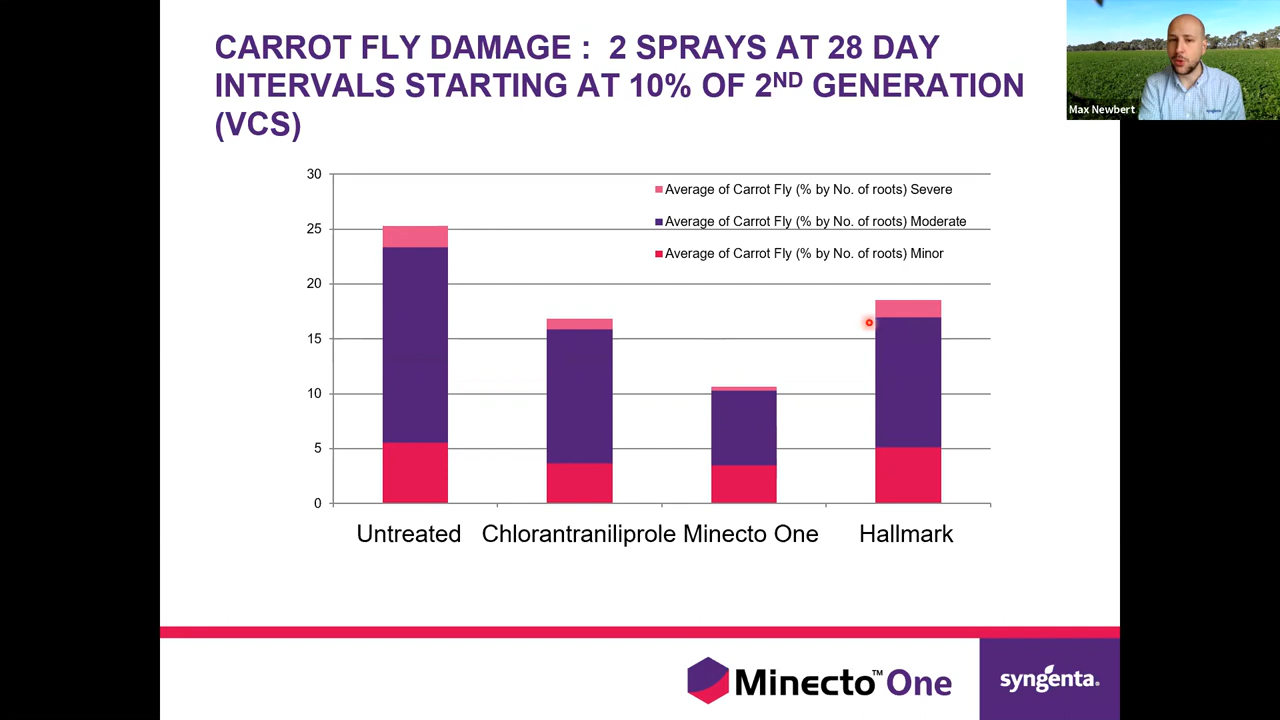 CARROT FLY DAMAGE : 2 SPRAYS AT 28 DAY
INTERVALS STARTING AT 10% OF 2ND GENERATION
(VCS)
Max Newbert
syngenta
30
25
20
15
10
5
0
Average of Carrot Fly (% by No. of roots) Severe
Average of Carrot Fly (% by No. of roots) Moderate
Average of Carrot Fly (% by No. of roots) Minor
Untreated
Chlorantraniliprole
Minecto One
Hallmark
Minecto™ One
syngenta®